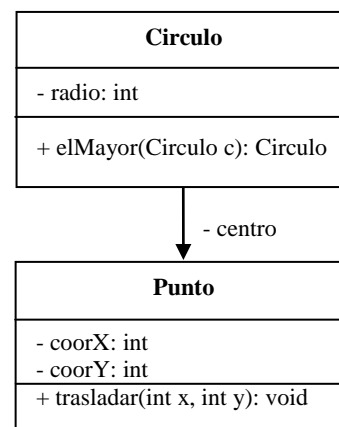 Circulo
- radio: int
+ elMayor(Circulo c): Circulo
- centro
Punto
- coorX: int
- coorY: int
+ trasladar(int x, int y): void